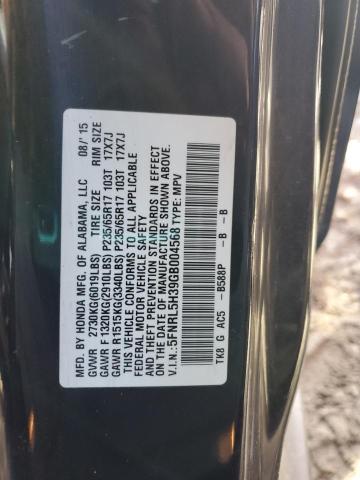 MFD. BY HONDA MFG. OF ALABAMA, LLC 08/'15
GVWR 2730KG(6019LBS) TIRE SIZE RIM SIZE
GAWR F 1320KG(2910LBS) P235/65R17 103T 17X7J
GAWR R1515KG(3340LBS) P235/65R17 103T 17X7J
THIS VEHICLE CONFORMS TO ALL APPLICABLE
FEDERAL MOTOR VEHICLE SAFETY
AND THEFT PREVENTION STANDARDS IN EFFECT
ON THE DATE OF MANUFACTURE SHOWN ABOVE.
V.I.N.: 5FNRL5H39GB004568 TYPE: MPV
TK8 G AC5 - B588P - B - B